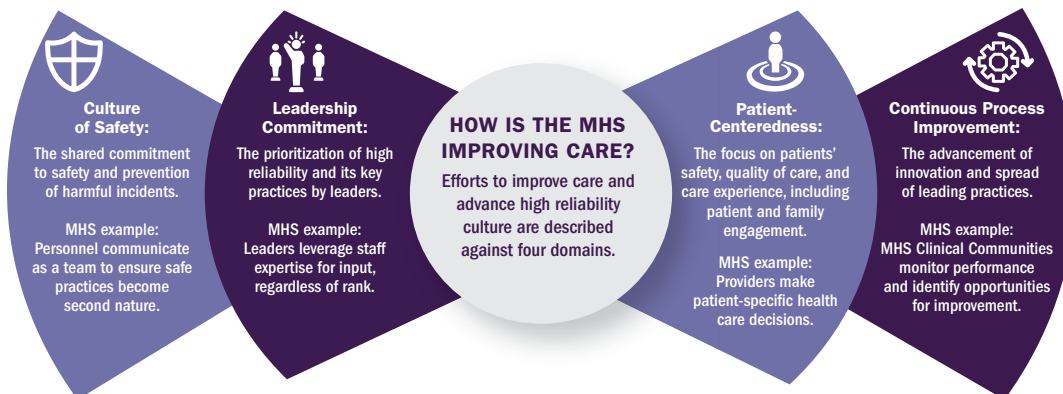 Culture
of Safety:
The shared commitment
to safety and prevention
of harmful incidents.
MHS example:
Personnel communicate
as a team to ensure safe
practices become
second nature.
Leadership
Commitment:
The prioritization of high
reliability and its key
practices by leaders.
MHS example:
Leaders leverage staff
expertise for input,
regardless of rank.
HOW IS THE MHS
IMPROVING CARE?
Efforts to improve care and
advance high reliability
culture are described
against four domains.
Patient-
Centeredness:
The focus on patients'
safety, quality of care, and
care experience, including
patient and family
engagement.
MHS example:
Providers make
patient-specific health
care decisions.
Continuous Process
Improvement:
The advancement of
innovation and spread
of leading practices.
MHS example:
MHS Clinical Communities
monitor performance
and identify opportunities
for improvement.